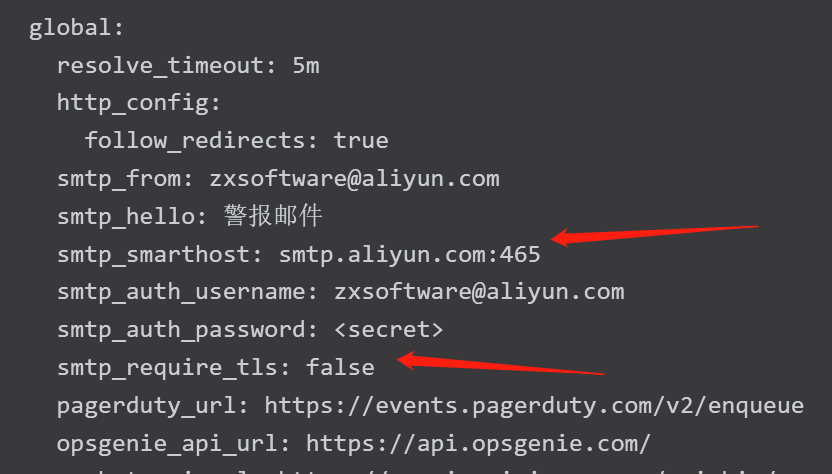 global:
resolve_timeout: 5m
http_config:
follow_redirects: true
smtp_from: zxsoftware@aliyun.com
smtp_hello: 警报邮件
smtp_smarthost: smtp.aliyun.com:465
smtp_auth_username: zxsoftware@aliyun.com
smtp_auth_password: <secret>
smtp_require_tls: false
pagerduty_url: https://events.pagerduty.com/v2/enqueue
opsgenie_api_url: https://api.opsgenie.com/